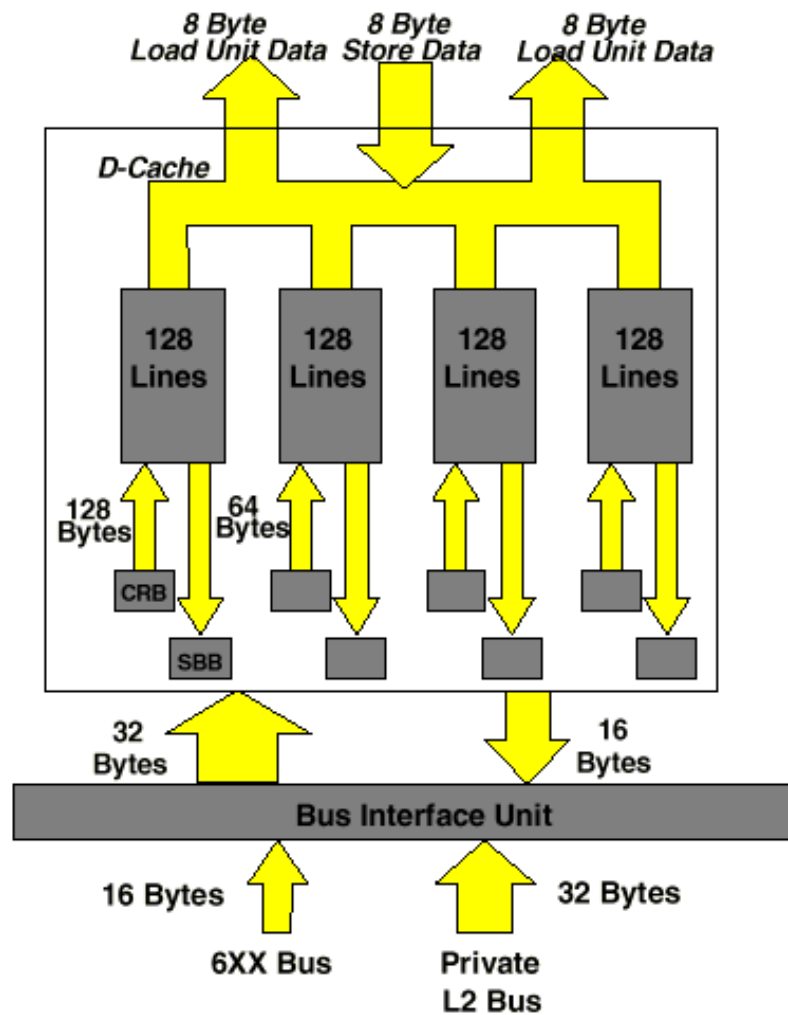 8 Byte
Load Unit Data
8 Byte
Store Data
8 Byte
Load Unit Data
D-Cache
128
Lines
128
Lines
128
Lines
128
Lines
128
Bytes
64
Bytes
CRB
SBB
32
Bytes
16
Bytes
Bus Interface Unit
16 Bytes
32 Bytes
6XX Bus
Private
L2 Bus